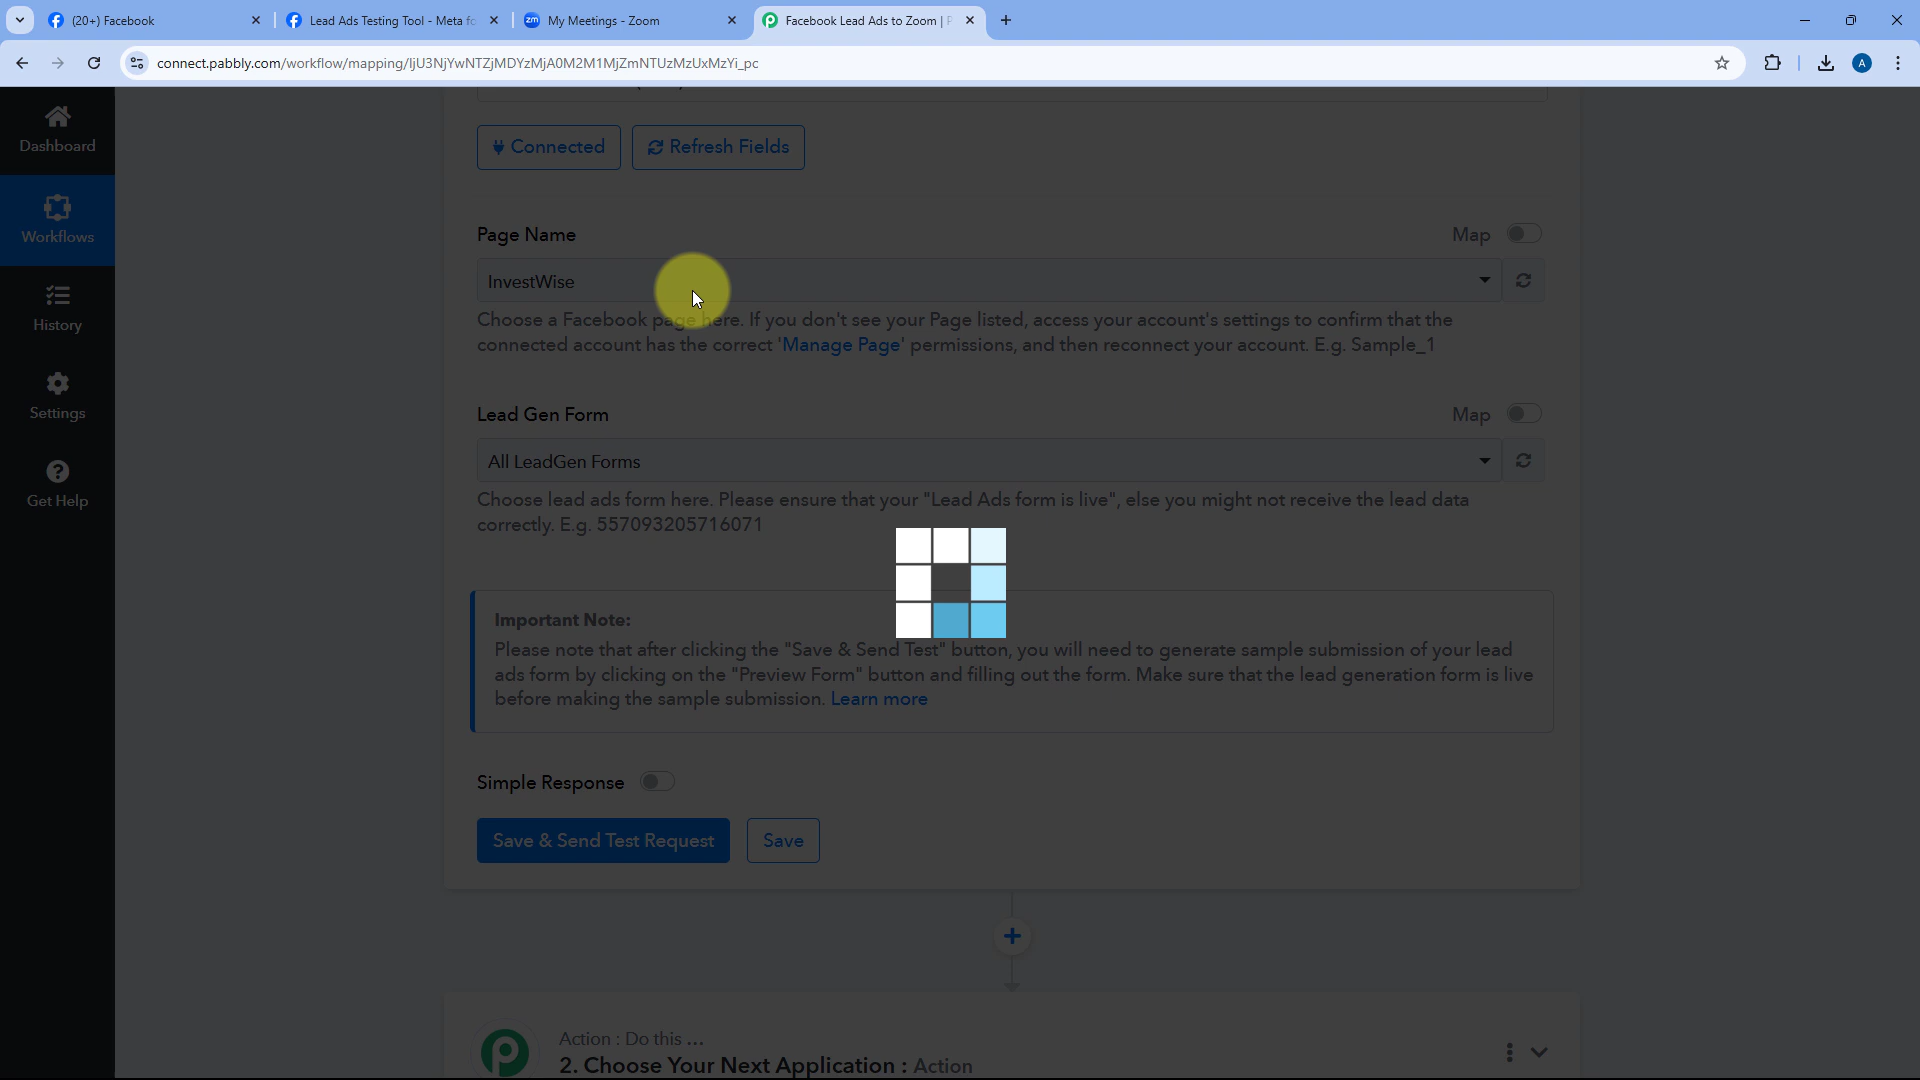 (20+) Facebook
Lead Ads Testing Tool - Meta fo
zm
My Meetings - Zoom
Facebook Lead Ads to Zoom | P
connect.pabbly.com/workflow/mapping/IjU3NjYwNTZjMDYzMjA0M2M1MjZmNTUzMzUxMzYi_pc
A
Dashboard
Connected
Refresh Fields
Workflows
Page Name
Map
InvestWise
History
Choose a Facebook page here. If you don't see your Page listed, access your account's settings to confirm that the
connected account has the correct 'Manage Page' permissions, and then reconnect your account. E.g. Sample_1
Settings
Lead Gen Form
Map
All LeadGen Forms
Get Help
Choose lead ads form here. Please ensure that your "Lead Ads form is live", else you might not receive the lead data
correctly. E.g. 557093205716071
Important Note:
Please note that after clicking the "Save & Send Test" button, you will need to generate sample submission of your lead
ads form by clicking on the "Preview Form" button and filling out the form. Make sure that the lead generation form is live
before making the sample submission. Learn more
Simple Response
Save & Send Test Request
Save
Action : Do this ...
2. Choose Your Next Application : Action